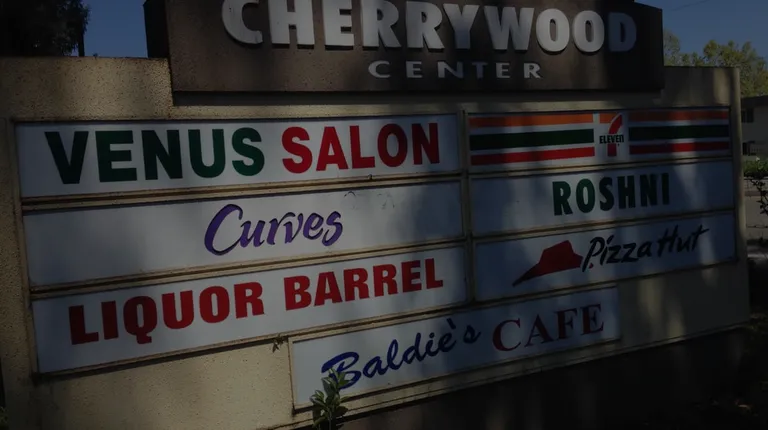 CHERRYWOOD
CENTER
VENUS SALON
7 ELEVEN
Curves
ROSHNI
LIQUOR BARREL
Pizza Hut
Baldie`s CAFE